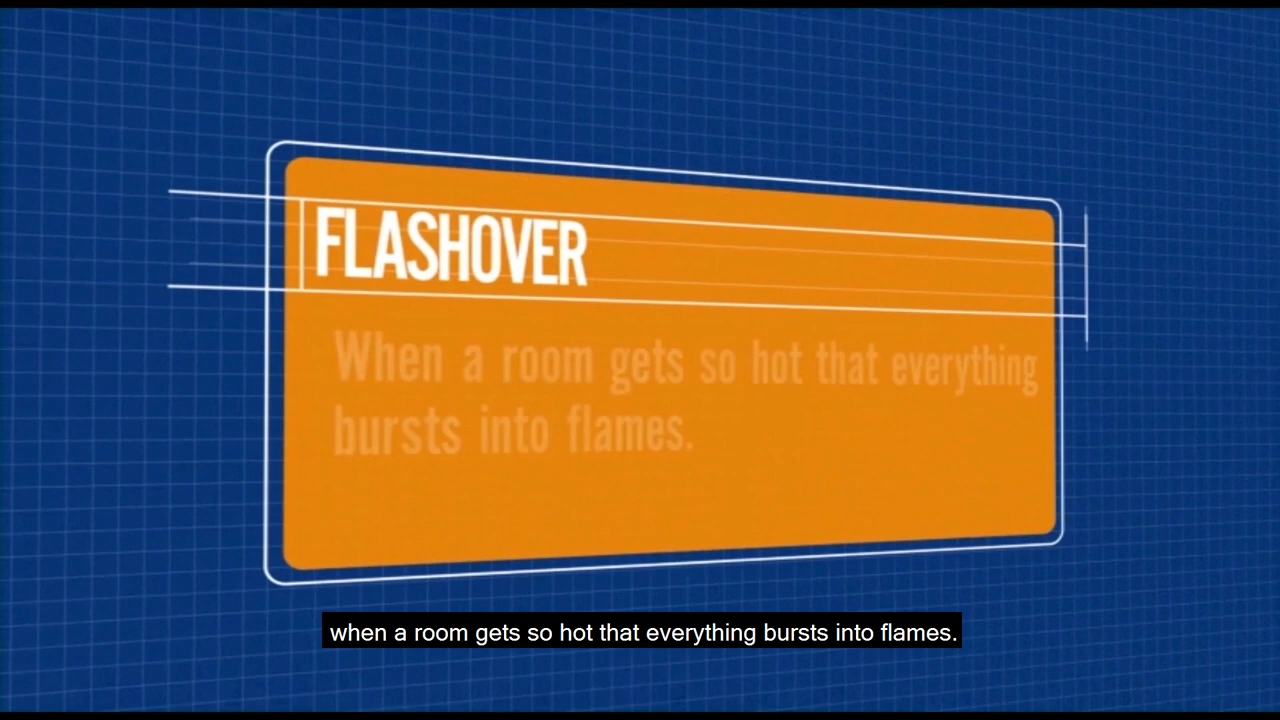 FLASHOVER
When a room gets so hot that everything
bursts into flames.
when a room gets so hot that everything bursts into flames.